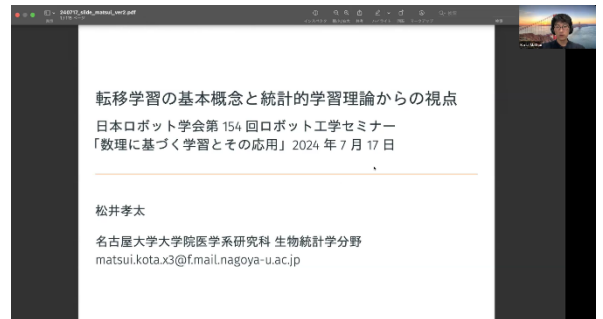 240717_slide_matsui_ver3.pdf
転移学習の基本概念と統計的学習理論からの視点
日本ロボット学会第 154 回ロボット工学セミナー
「数理に基づく学習とその応用」2024 年 7 月 17 日
松井孝太
名古屋大学大学院医学系研究科 生物統計学分野
matsui.kota.x3@f.mail.nagoya-u.ac.jp